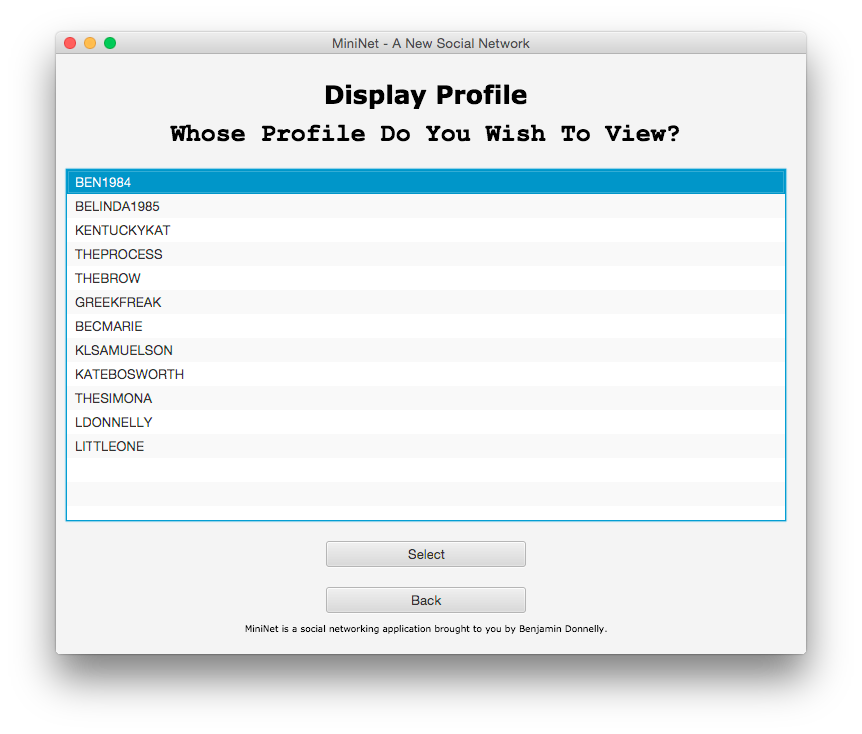 MiniNet - A New Social Network
Display Profile
Whose Profile Do You Wish To View?
BEN1984
BELINDA1985
KENTUCKYKAT
THEPROCESS
THEBROW
GREEKFREAK
BECMARIE
KLSAMUELSON
KATEBOSWORTH
THESIMONA
LDONNELLY
LITTLEONE
Select
Back
MiniNet is a social networking application brought to you by Benjamin Donnelly.